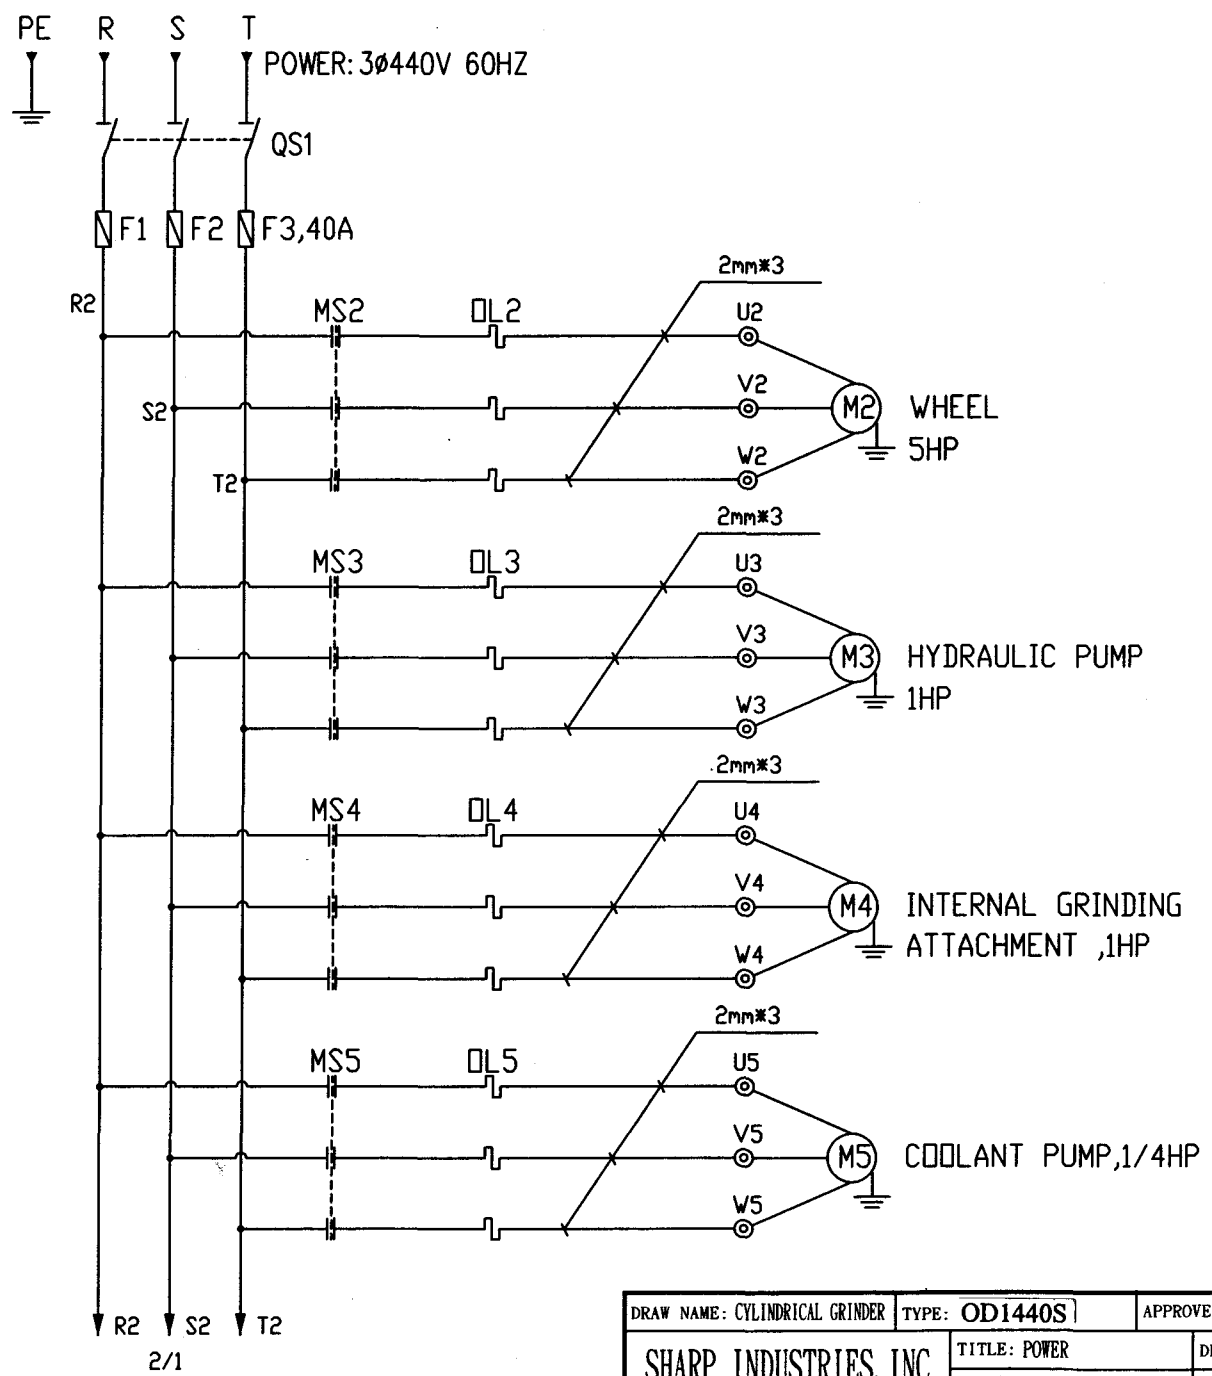 PE R S T
POWER: 3ø440V 60HZ
QS1
F1 F2 F3,40A
2mm*3
R2 MS2 OL2 U2
S2 V2 M2 WHEEL
5HP
T2 W2
2mm*3
MS3 OL3 U3
V3 M3 HYDRAULIC PUMP
1HP
W3
2mm*3
MS4 OL4 U4
V4 M4 INTERNAL GRINDING
ATTACHMENT ,1HP
W4
2mm*3
MS5 OL5 U5
V5 M5 COOLANT PUMP,1/4HP
W5
R2 S2 T2
2/1
DRAW NAME: CYLINDRICAL GRINDER TYPE: OD1440S APPROVE
SHARP INDUSTRIES, INC TITLE: POWER